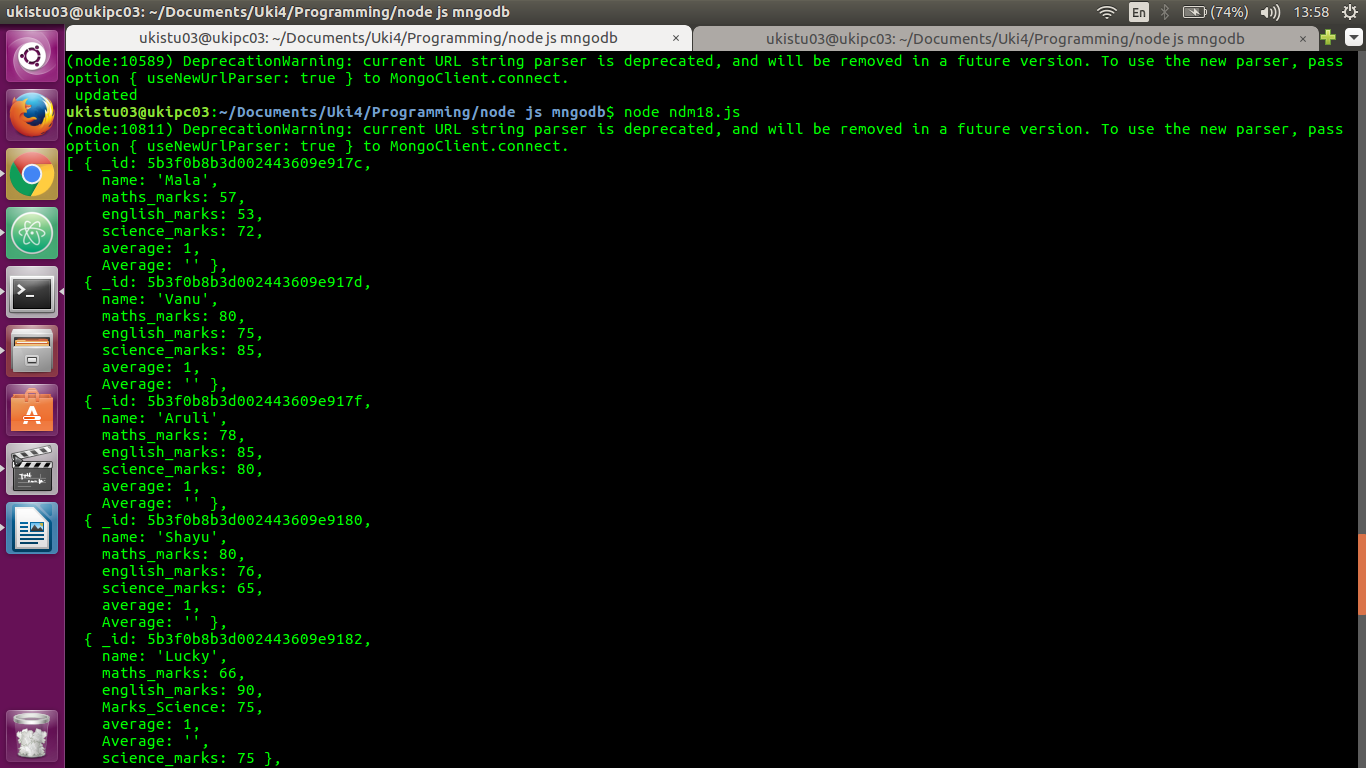 ukistu03@ukipc03: ~/Documents/Uki4/Programming/node js mngodb
En
(74%)
13:58
ukistu03@ukipc03: ~/Documents/Uki4/Programming/node js mngodb ×
ukistu03@ukipc03: ~/Documents/Uki4/Programming/node js mngodb ×
(node:10589) DeprecationWarning: current URL string parser is deprecated, and will be removed in a future version. To use the new parser, pass
option { useNewUrlParser: true } to MongoClient.connect.
updated
ukistu03@ukipc03:~/Documents/Uki4/Programming/node js mngodb$ node ndm18.js
(node:10811) DeprecationWarning: current URL string parser is deprecated, and will be removed in a future version. To use the new parser, pass
option { useNewUrlParser: true } to MongoClient.connect.
[ { _id: 5b3f0b8b3d002443609e917c,
name: 'Mala',
maths_marks: 57,
english_marks: 53,
science_marks: 72,
average: 1,
Average: '' },
{ _id: 5b3f0b8b3d002443609e917d,
name: 'Vanu',
maths_marks: 80,
english_marks: 75,
science_marks: 85,
average: 1,
Average: '' },
{ _id: 5b3f0b8b3d002443609e917f,
name: 'Aruli',
maths_marks: 78,
english_marks: 85,
science_marks: 80,
average: 1,
Average: '' },
{ _id: 5b3f0b8b3d002443609e9180,
name: 'Shayu',
maths_marks: 80,
english_marks: 76,
science_marks: 65,
average: 1,
Average: '' },
{ _id: 5b3f0b8b3d002443609e9182,
name: 'Lucky',
maths_marks: 66,
english_marks: 90,
Marks_Science: 75,
average: 1,
Average: '',
science_marks: 75 },